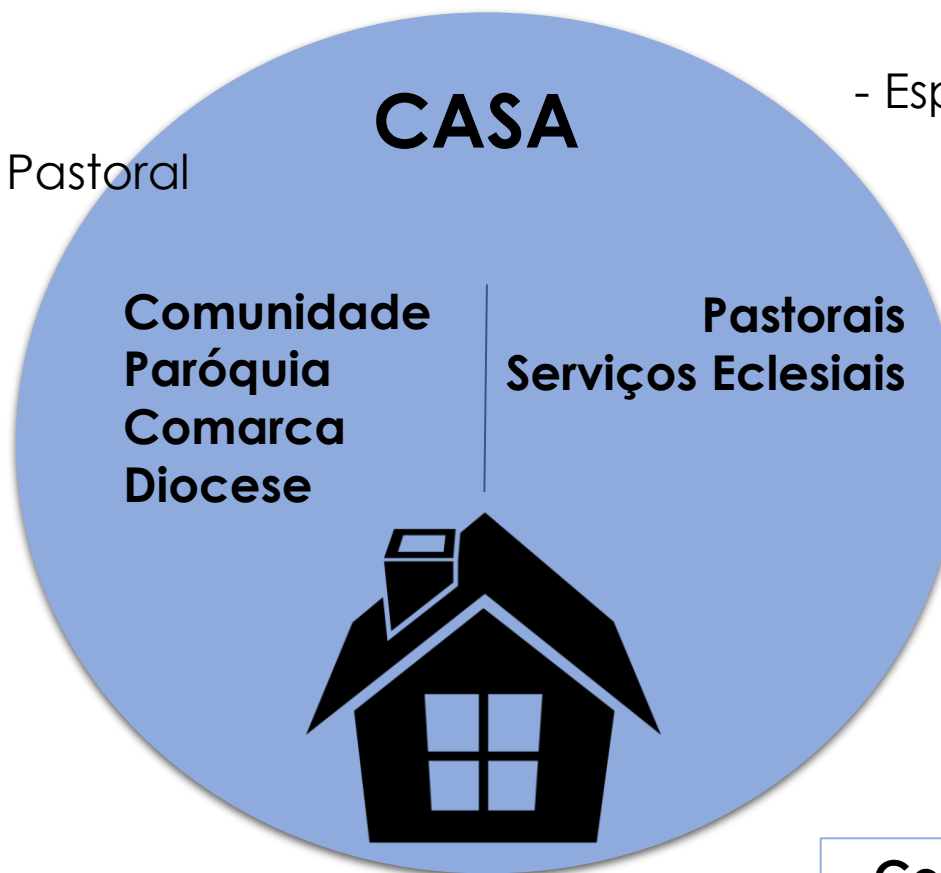 CASA
- Esp
Pastoral
Comunidade
Paróquia
Comarca
Diocese
Pastorais
Serviços Eclesiais